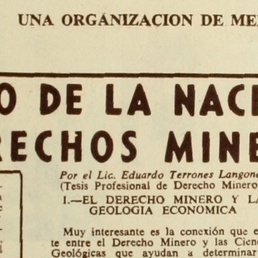 UNA ORGANIZACION DE ME
O DE LA NACI
RECHOS MINE
Por el Lic. Eduardo Terrones Langone
(Tesis Profesional de Derecho Minero
I.—EL DERECHO MINERO Y LA
GEOLOGIA ECONOMICA
Muy interesante es la conexión que e
te entre el Derecho Minero y las Cien
Geológicas que ayudan a determinar